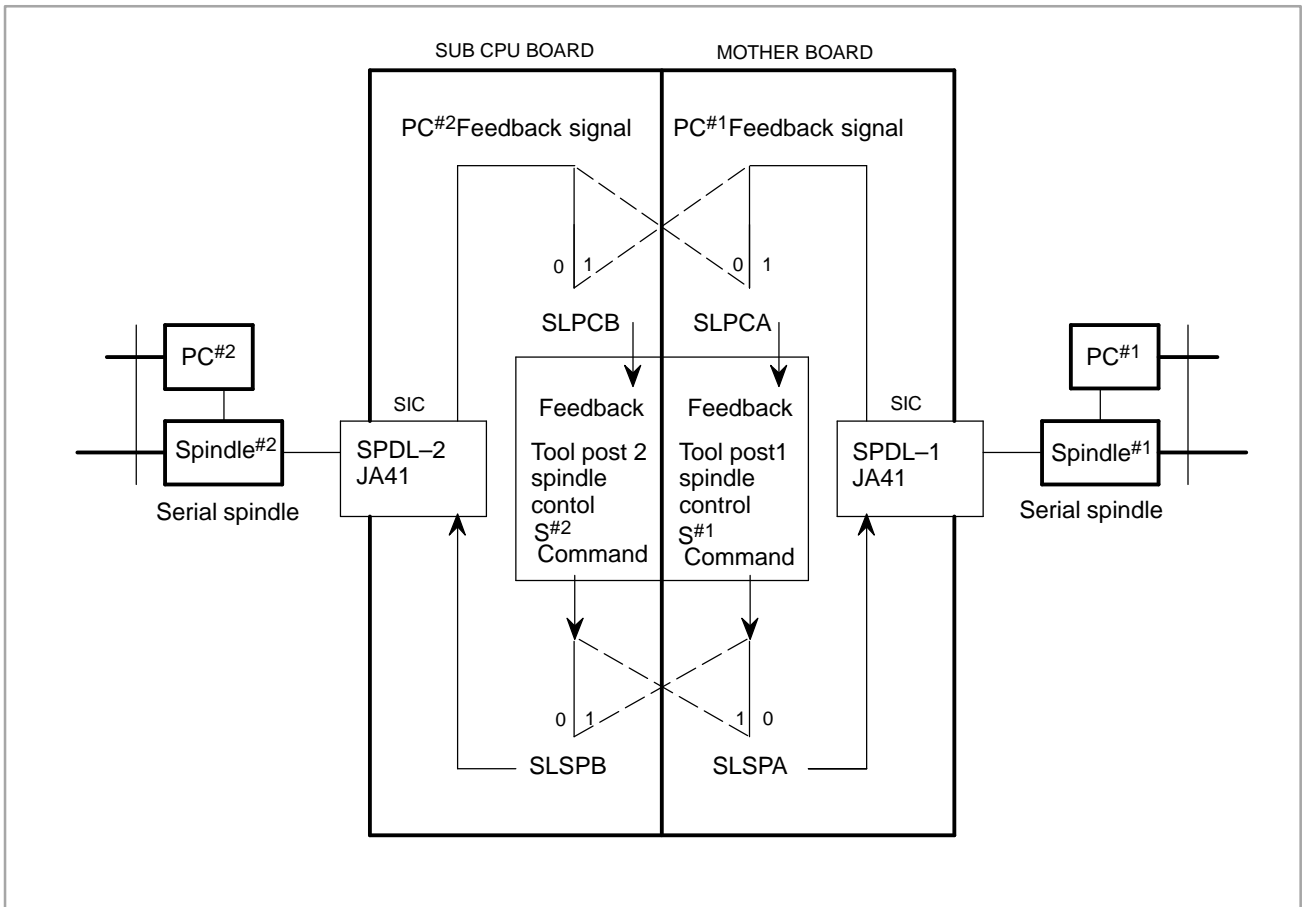 SUB CPU BOARD
MOTHER BOARD
PC#2Feedback signal
PC#1Feedback signal
0 1
0 1
SLPCB
SLPCA
PC#2
PC#1
Spindle#2
Serial spindle
SIC
SPDL–2
JA41
Feedback
Tool post 2
spindle
contol
S#2
Command
Feedback
Tool post1
spindle
control
S#1
Command
SIC
SPDL–1
JA41
Spindle#1
Serial spindle
0 1
1 0
SLSPB
SLSPA